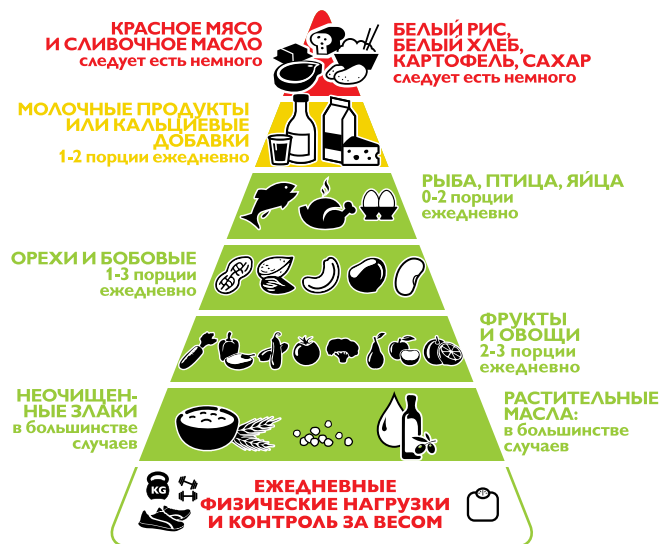 КРАСНОЕ МЯСО
И СЛИВОЧНОЕ МАСЛО
следует есть немного
БЕЛЫЙ РИС,
БЕЛЫЙ ХЛЕБ,
КАРТОФЕЛЬ, САХАР
следует есть немного
МОЛОЧНЫЕ ПРОДУКТЫ
ИЛИ КАЛЬЦИЕВЫЕ
ДОБАВКИ
1-2 порции ежедневно
РЫБА, ПТИЦА, ЯЙЦА
0-2 порции
ежедневно
ОРЕХИ И БОБОВЫЕ
1-3 порции
ежедневно
ФРУКТЫ
И ОВОЩИ
2-3 порции
ежедневно
НЕОЧИЩЕН-
НЫЕ ЗЛАКИ
в большинстве
случаев
РАСТИТЕЛЬНЫЕ
МАСЛА:
в большинстве
случаев
KG
ЕЖЕДНЕВНЫЕ
ФИЗИЧЕСКИЕ НАГРУЗКИ
И КОНТРОЛЬ ЗА ВЕСОМ